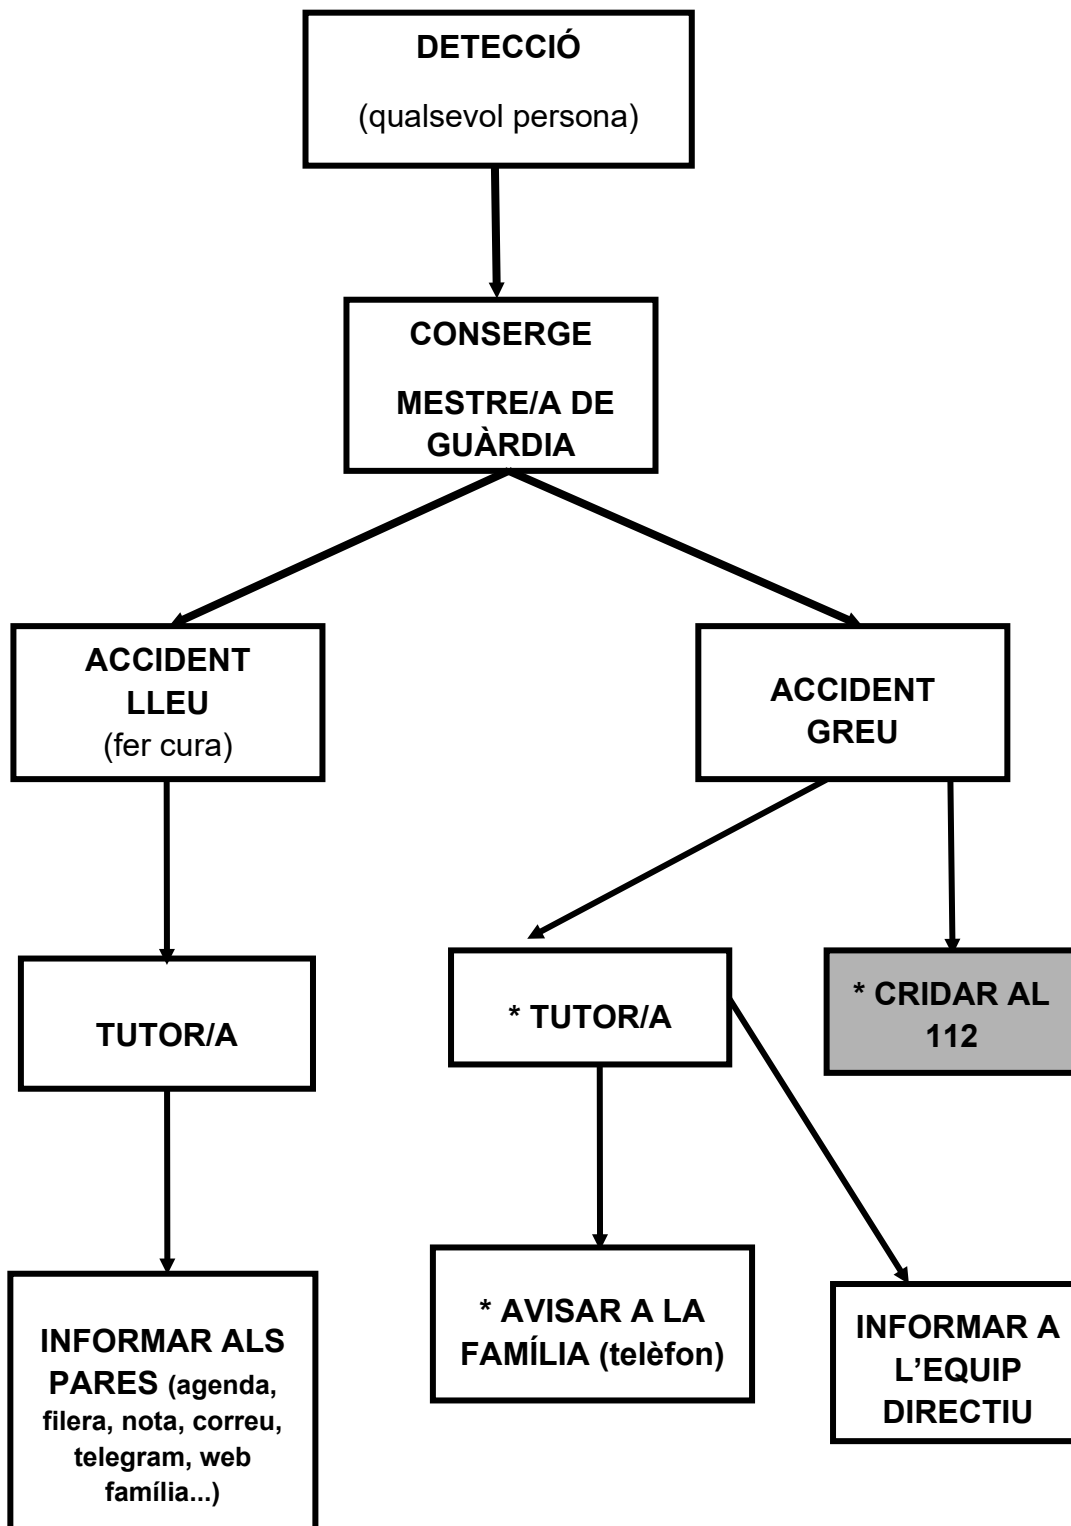 DETECCIÓ
(qualsevol persona)
CONSERGE
MESTRE/A DE
GUÀRDIA
ACCIDENT
LLEU
(fer cura)
ACCIDENT
GREU
TUTOR/A
* TUTOR/A
* CRIDAR AL
112
INFORMAR ALS
PARES (agenda,
filera, nota, correu,
telegram, web
família...)
* AVISAR A LA
FAMÍLIA (telèfon)
INFORMAR A
L’EQUIP
DIRECTIU